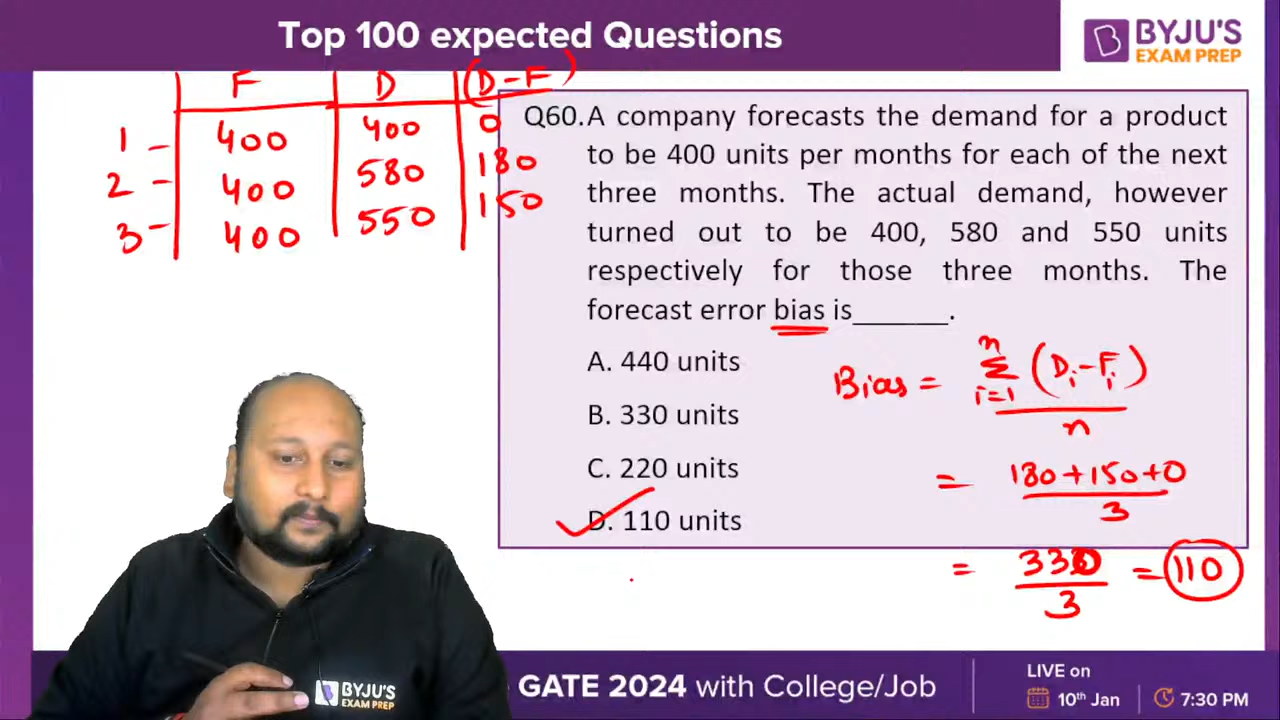 Top 100 expected Questions
BYJU'S
EXAM PREP
F D (D-F)
1 - 400 400 0
2 - 400 580 180
3 - 400 550 150
Q60. A company forecasts the demand for a product
to be 400 units per months for each of the next
three months. The actual demand, however
turned out to be 400, 580 and 550 units
respectively for those three months. The
forecast error bias is______.
A. 440 units
B. 330 units
C. 220 units
D. 110 units
Bias = n Σ i=1 (Di-Fi) / n
= 180+150+0 / 3
= 330 / 3 = 110
BYJU'S
EXAM PREP
GATE 2024 with College/Job
LIVE on
10th Jan 7:30 PM